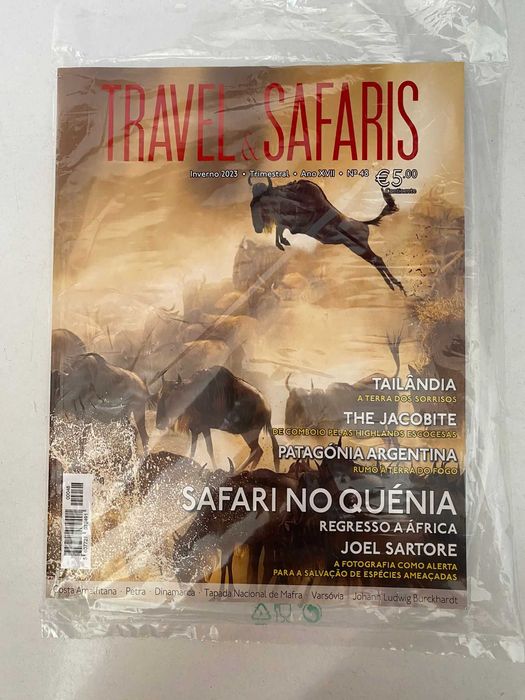 TRAVEL & SAFARIS
Inverno 2023 • Trimestral • Ano XVII • Nº 48 €5.00
Continente
TAILÂNDIA
A TERRA DOS SORRISOS
THE JACOBITE
DE COMBOIO PELAS HIGHLANDS ESCOCESAS
PATAGÓNIA ARGENTINA
RUMO À TERRA DO FOGO
SAFARI NO QUÉNIA
REGRESSO A ÁFRICA
JOEL SARTORE
A FOTOGRAFIA COMO ALERTA
PARA A SALVAÇÃO DE ESPÉCIES AMEAÇADAS
00048
Costa Amalfitana · Petra · Dinamarca · Tapada Nacional de Mafra · Varsóvia · Johann Ludwig Burckhardt